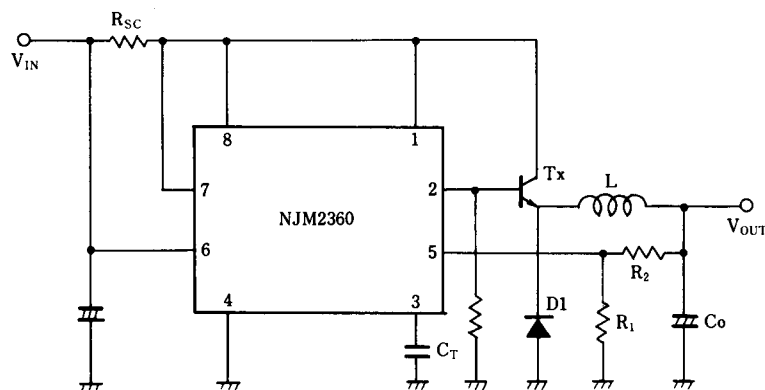 R_SC
V_IN
8
1
7
2
Tx
L
NJM2360
V_OUT
6
5
R_2
4
3
D1
R_1
Co
C_T